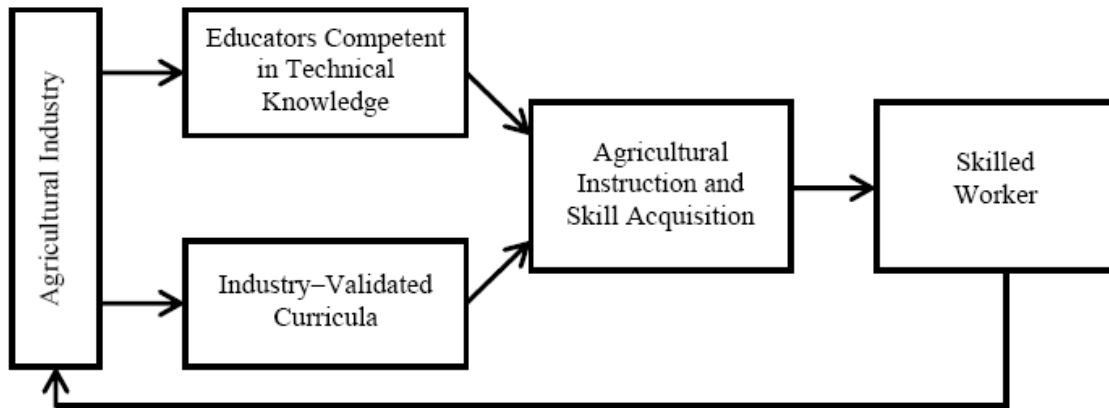 Agricultural Industry
Educators Competent
in Technical
Knowledge
Industry–Validated
Curricula
Agricultural
Instruction and
Skill Acquisition
Skilled
Worker